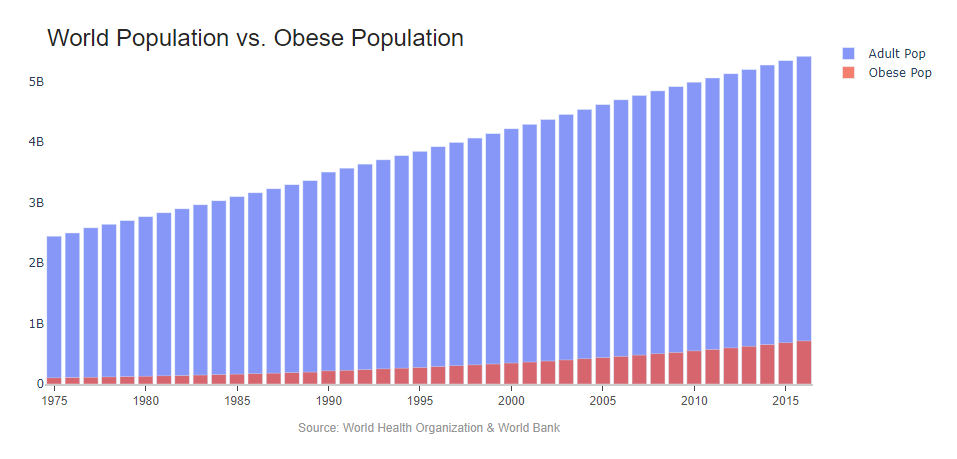 World Population vs. Obese Population
Adult Pop
Obese Pop
5B
4B
3B
2B
1B
0
1975 1980 1985 1990 1995 2000 2005 2010 2015
Source: World Health Organization & World Bank